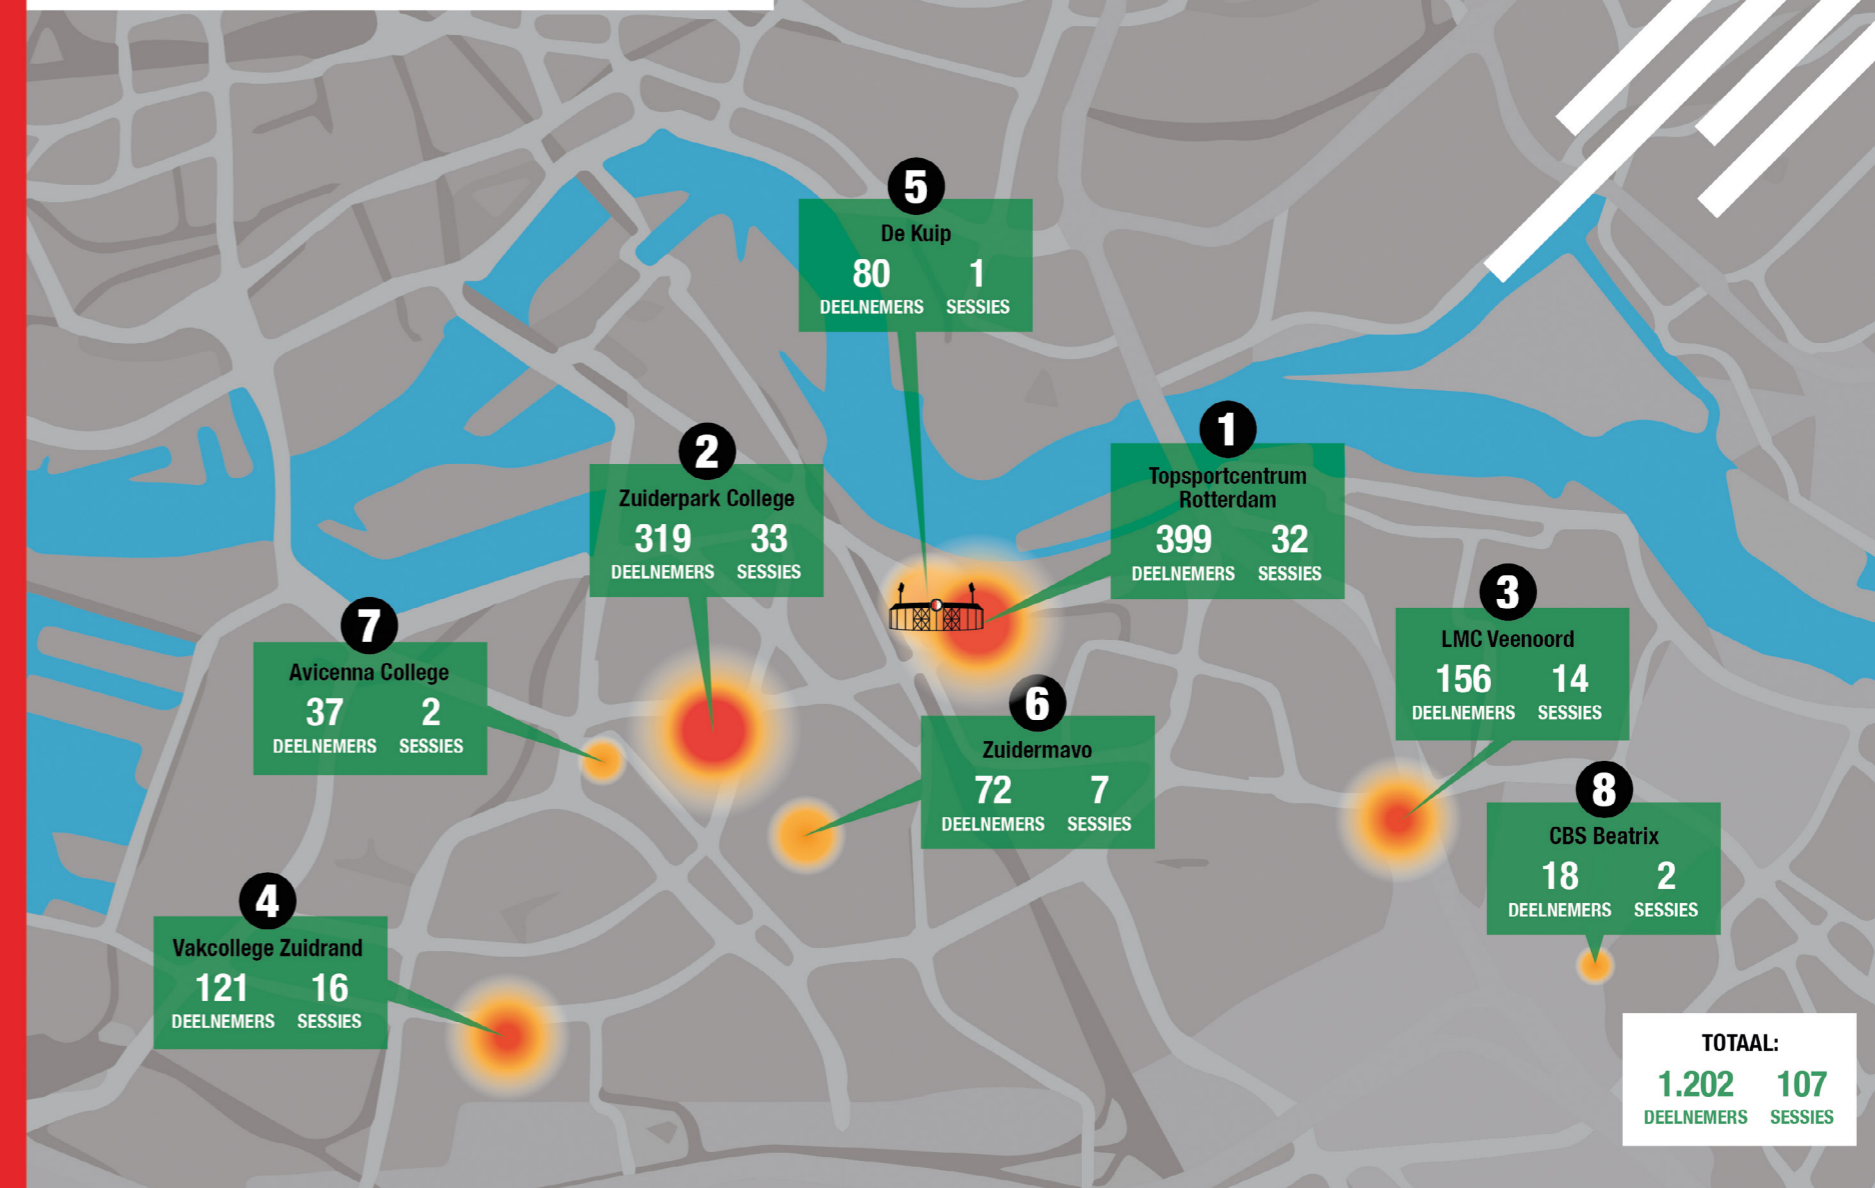 5
De Kuip
80 1
DEELNEMERS SESSIES
1
Topsportcentrum
Rotterdam
399 32
DEELNEMERS SESSIES
2
Zuiderpark College
319 33
DEELNEMERS SESSIES
3
LMC Veenoord
156 14
DEELNEMERS SESSIES
7
Avicenna College
37 2
DEELNEMERS SESSIES
6
Zuidermavo
72 7
DEELNEMERS SESSIES
8
CBS Beatrix
18 2
DEELNEMERS SESSIES
4
Vakcollege Zuidrand
121 16
DEELNEMERS SESSIES
TOTAAL:
1.202 107
DEELNEMERS SESSIES